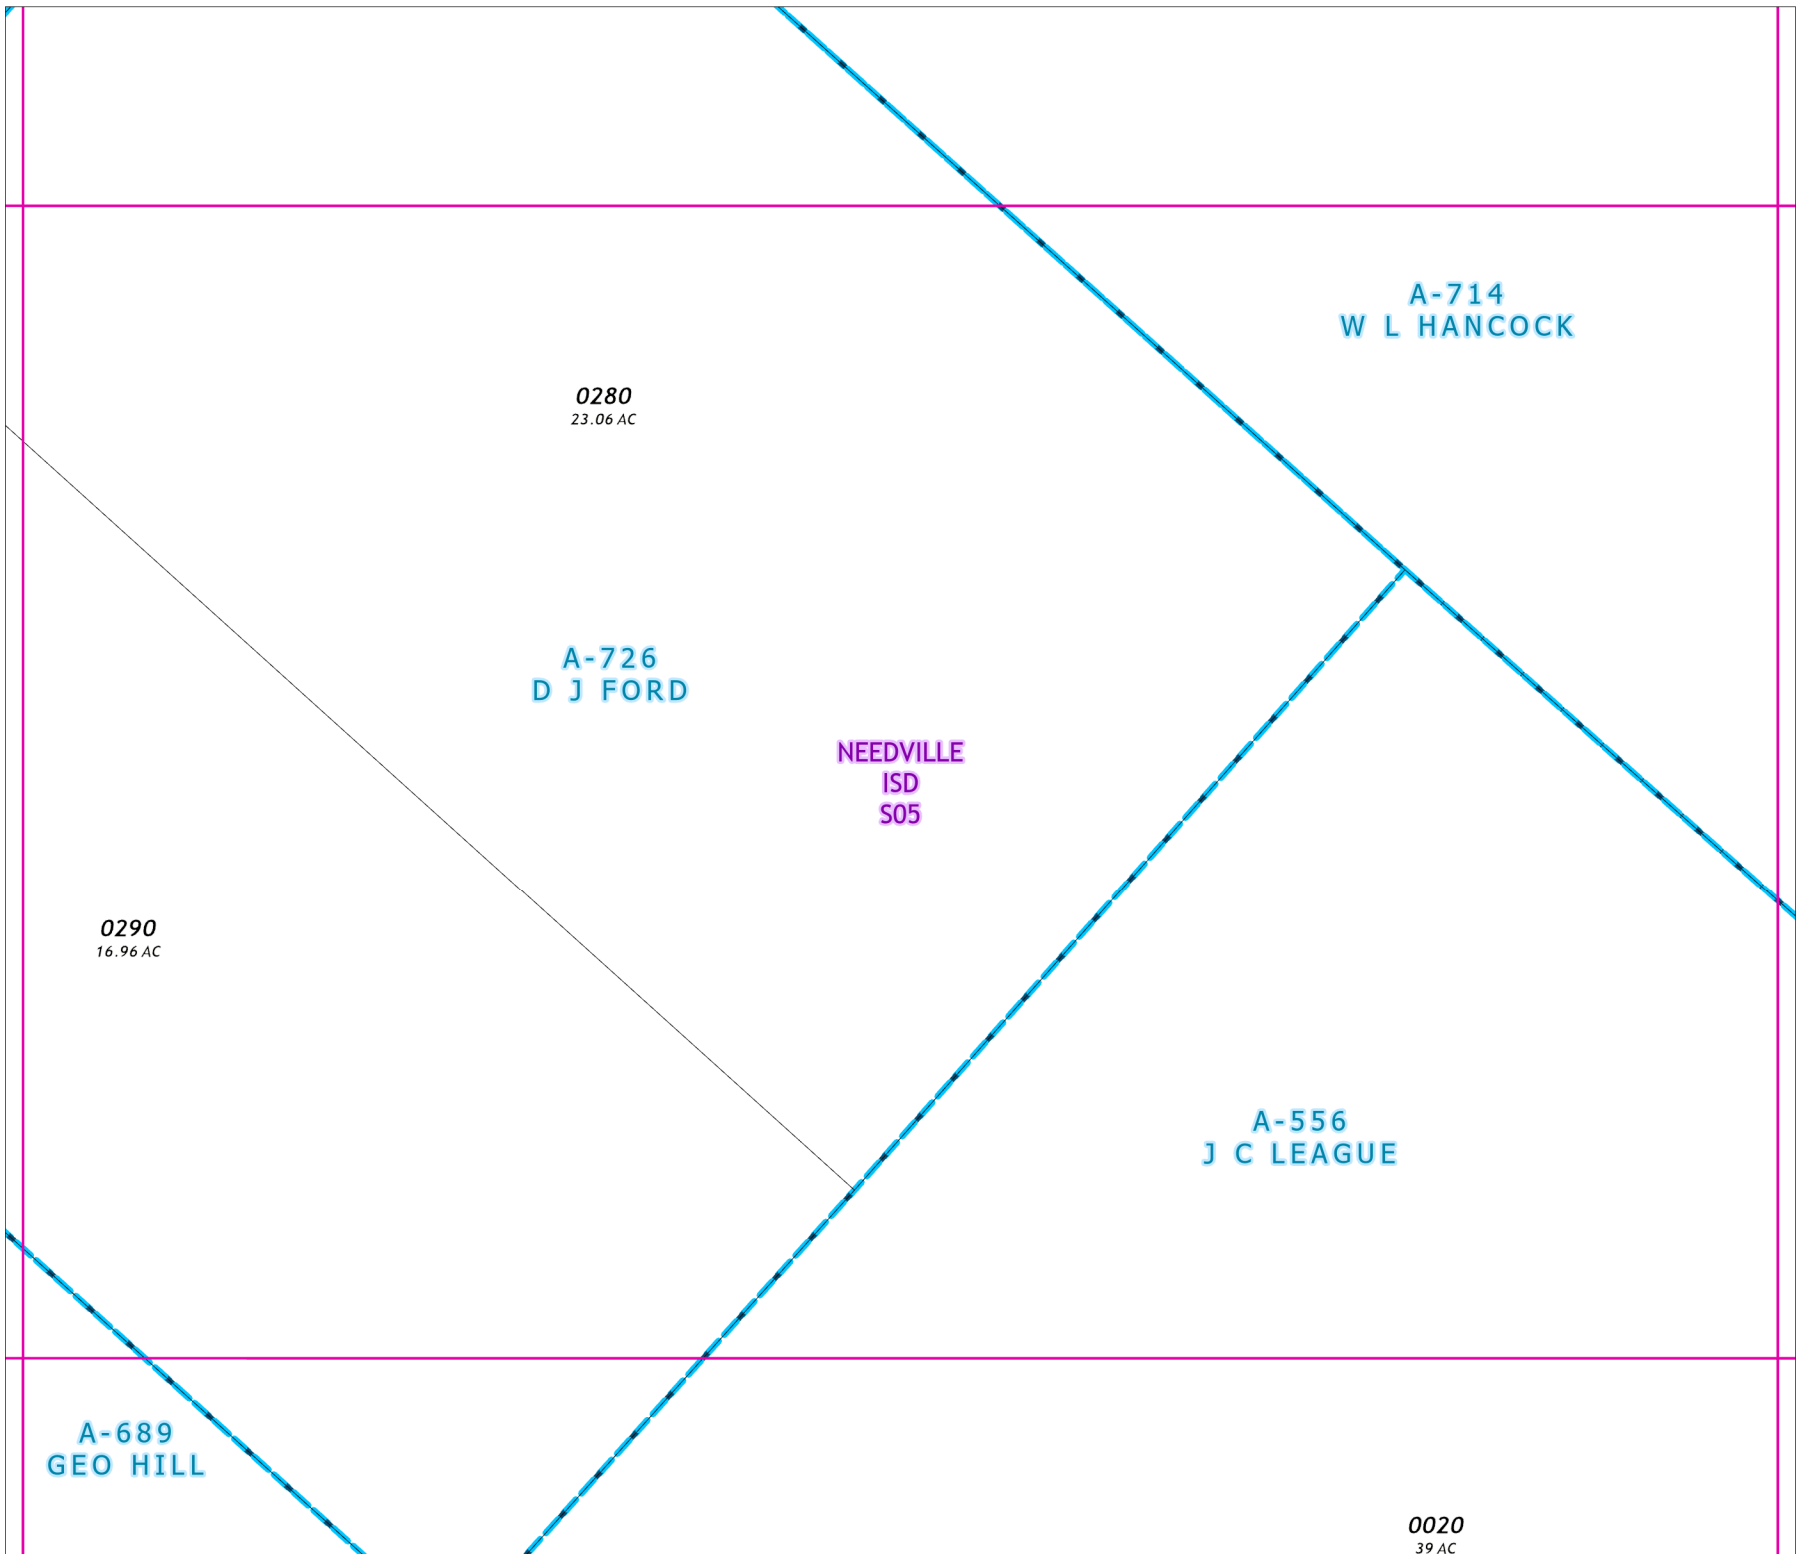 A-714
W L HANCOCK
0280
23.06 AC
A-726
D J FORD
NEEDVILLE
ISD
S05
0290
16.96 AC
A-556
J C LEAGUE
A-689
GEO HILL
0020
39 AC